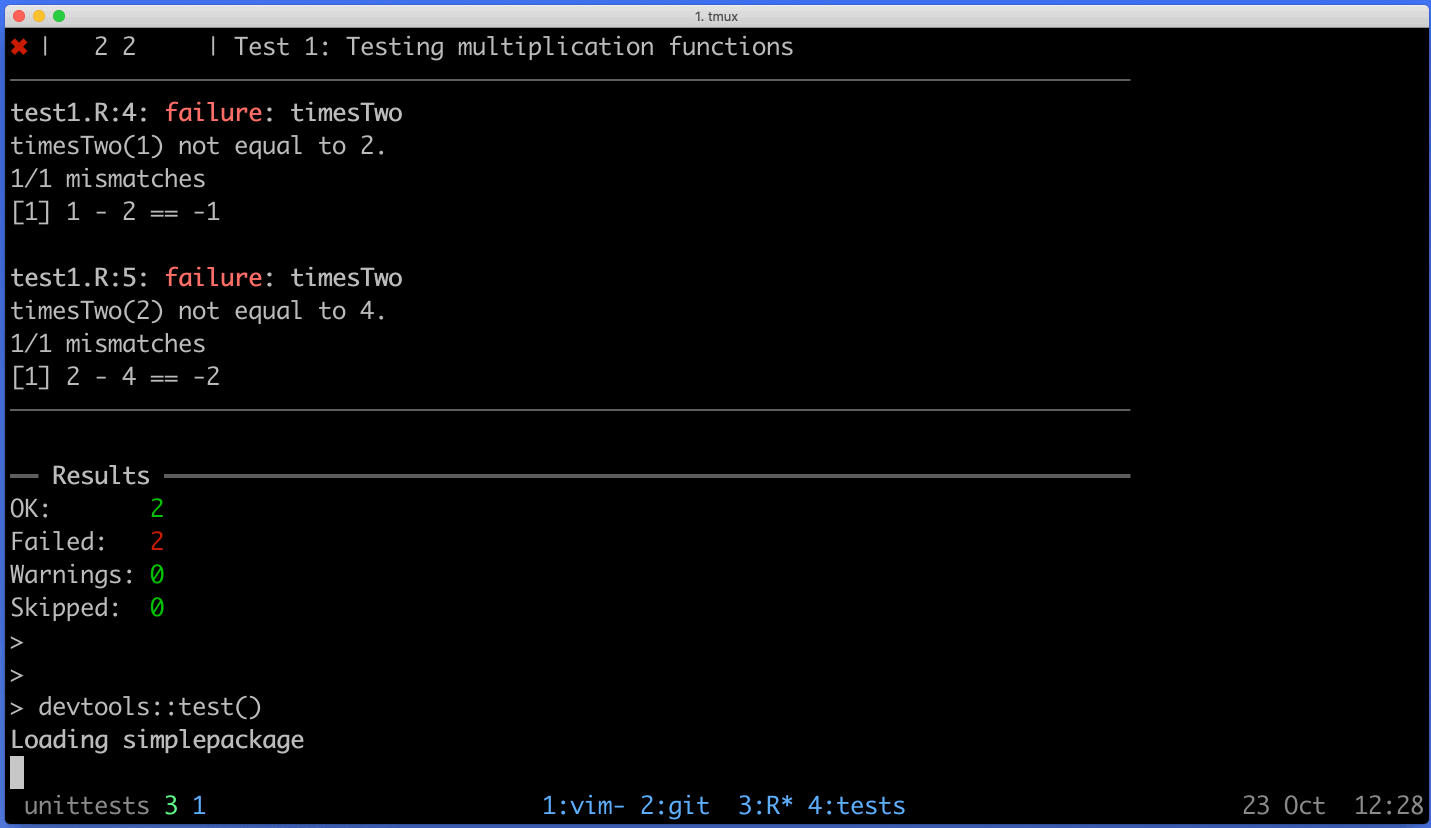 1. tmux
✖ |   2 2     | Test 1: Testing multiplication functions
test1.R:4: failure: timesTwo
timesTwo(1) not equal to 2.
1/1 mismatches
[1] 1 - 2 == -1
test1.R:5: failure: timesTwo
timesTwo(2) not equal to 4.
1/1 mismatches
[1] 2 - 4 == -2
══ Results ══
OK:       2
Failed:   2
Warnings: 0
Skipped:  0
>
>
> devtools::test()
Loading simplepackage
unittests 3 1 1:vim- 2:git  3:R* 4:tests 23 Oct  12:28